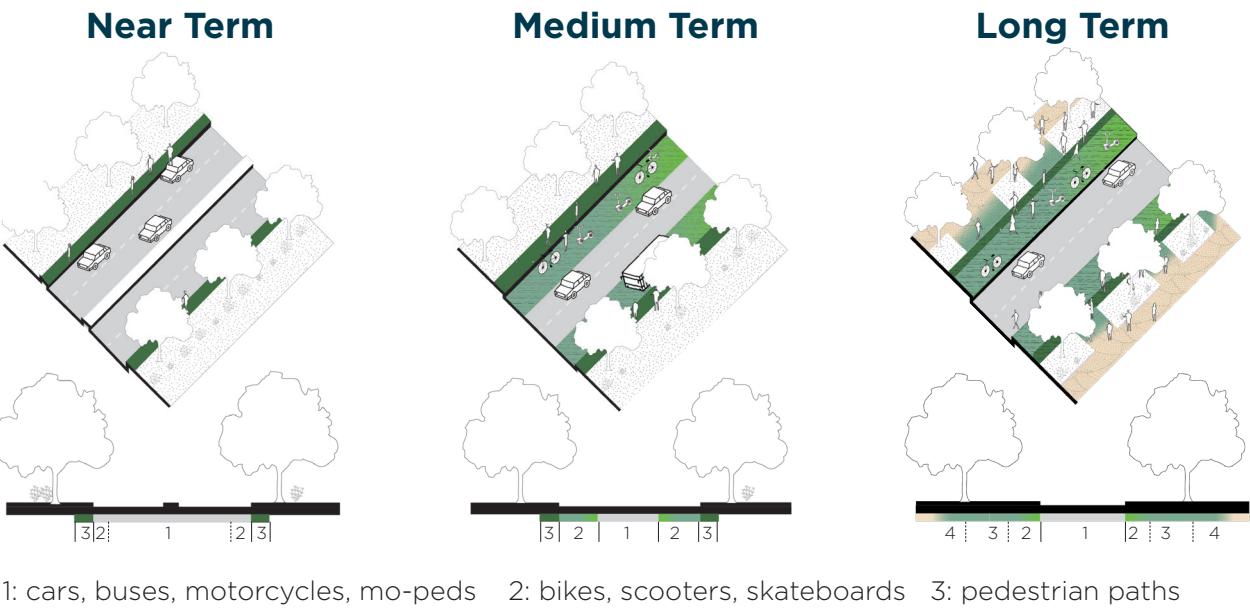 Near Term
Medium Term
Long Term
3 2 1 2 3
3 2 1 2 3
4 3 2 1 2 3 4
1: cars, buses, motorcycles, mo-peds 2: bikes, scooters, skateboards 3: pedestrian paths